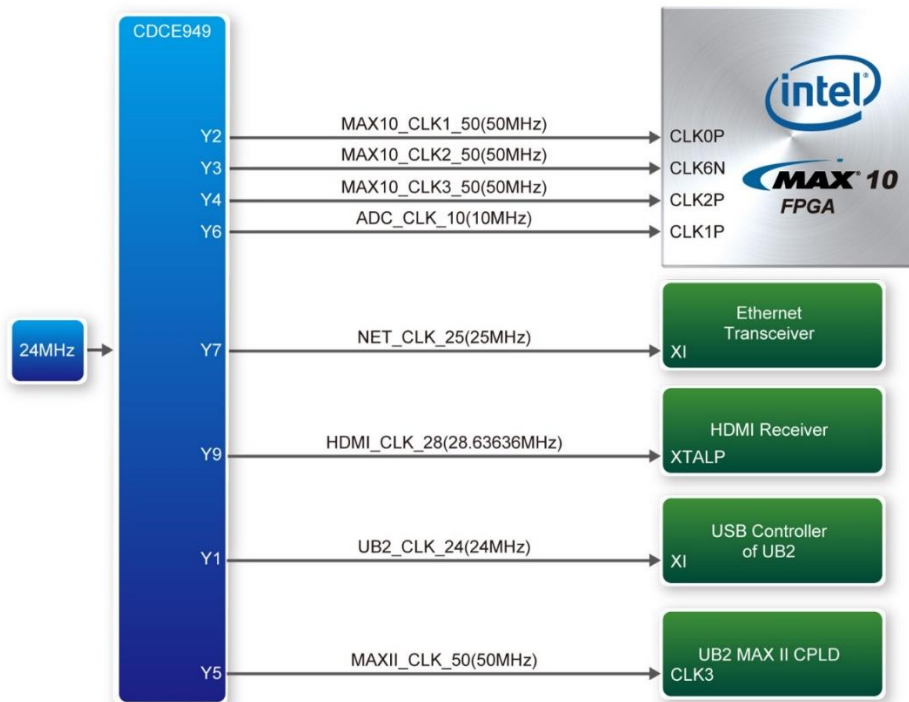 CDCE949
intel®
MAX® 10
FPGA
Y2
MAX10_CLK1_50(50MHz)
CLK0P
Y3
MAX10_CLK2_50(50MHz)
CLK6N
Y4
MAX10_CLK3_50(50MHz)
CLK2P
Y6
ADC_CLK_10(10MHz)
CLK1P
24MHz
Y7
NET_CLK_25(25MHz)
Ethernet
Transceiver
XI
Y9
HDMI_CLK_28(28.63636MHz)
HDMI Receiver
XTALP
Y1
UB2_CLK_24(24MHz)
USB Controller
of UB2
XI
Y5
MAXII_CLK_50(50MHz)
UB2 MAX II CPLD
CLK3